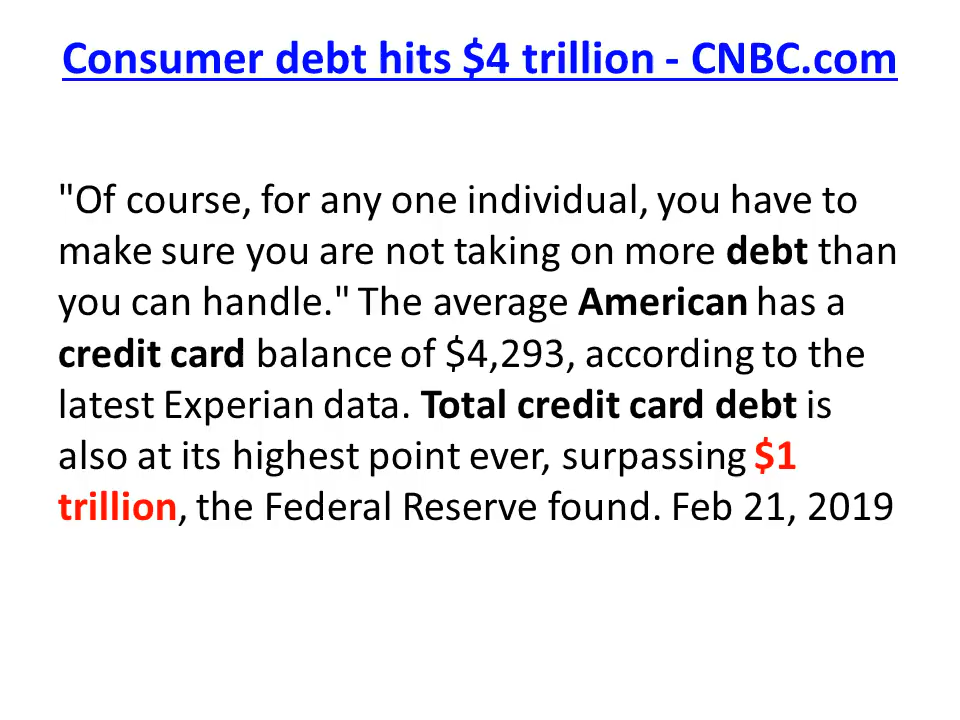 Consumer debt hits $4 trillion - CNBC.com
"Of course, for any one individual, you have to
make sure you are not taking on more debt than
you can handle." The average American has a
credit card balance of $4,293, according to the
latest Experian data. Total credit card debt is
also at its highest point ever, surpassing $1
trillion, the Federal Reserve found. Feb 21, 2019